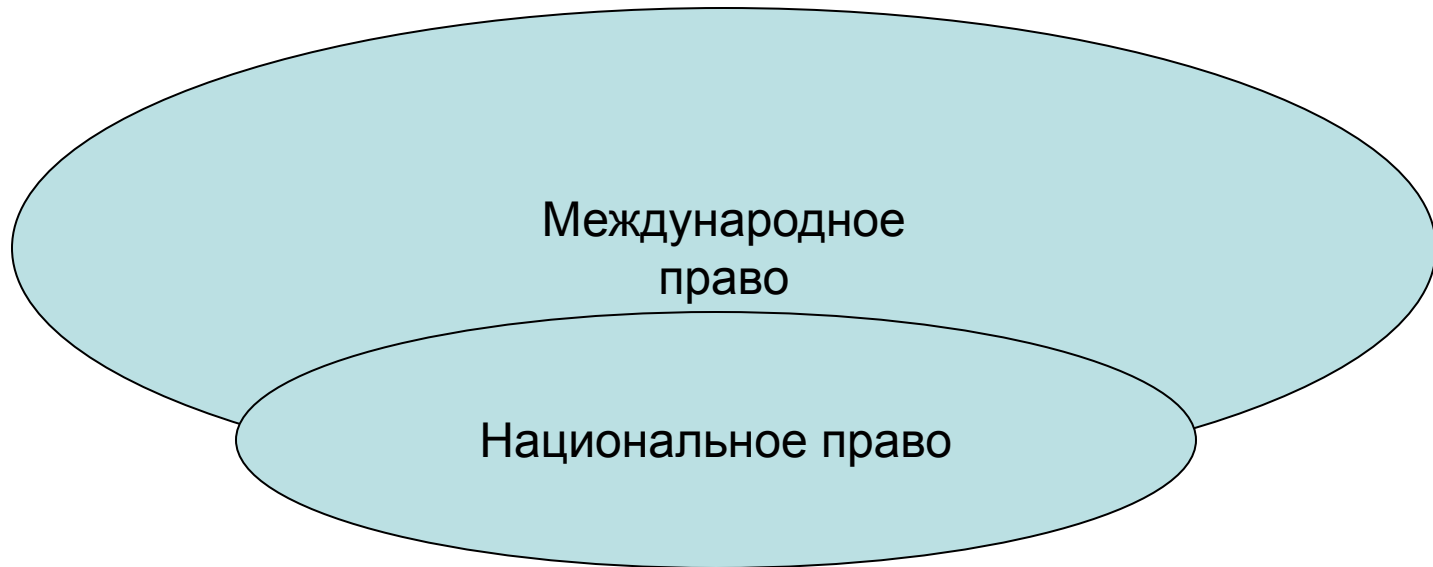 Международное
право
Национальное право